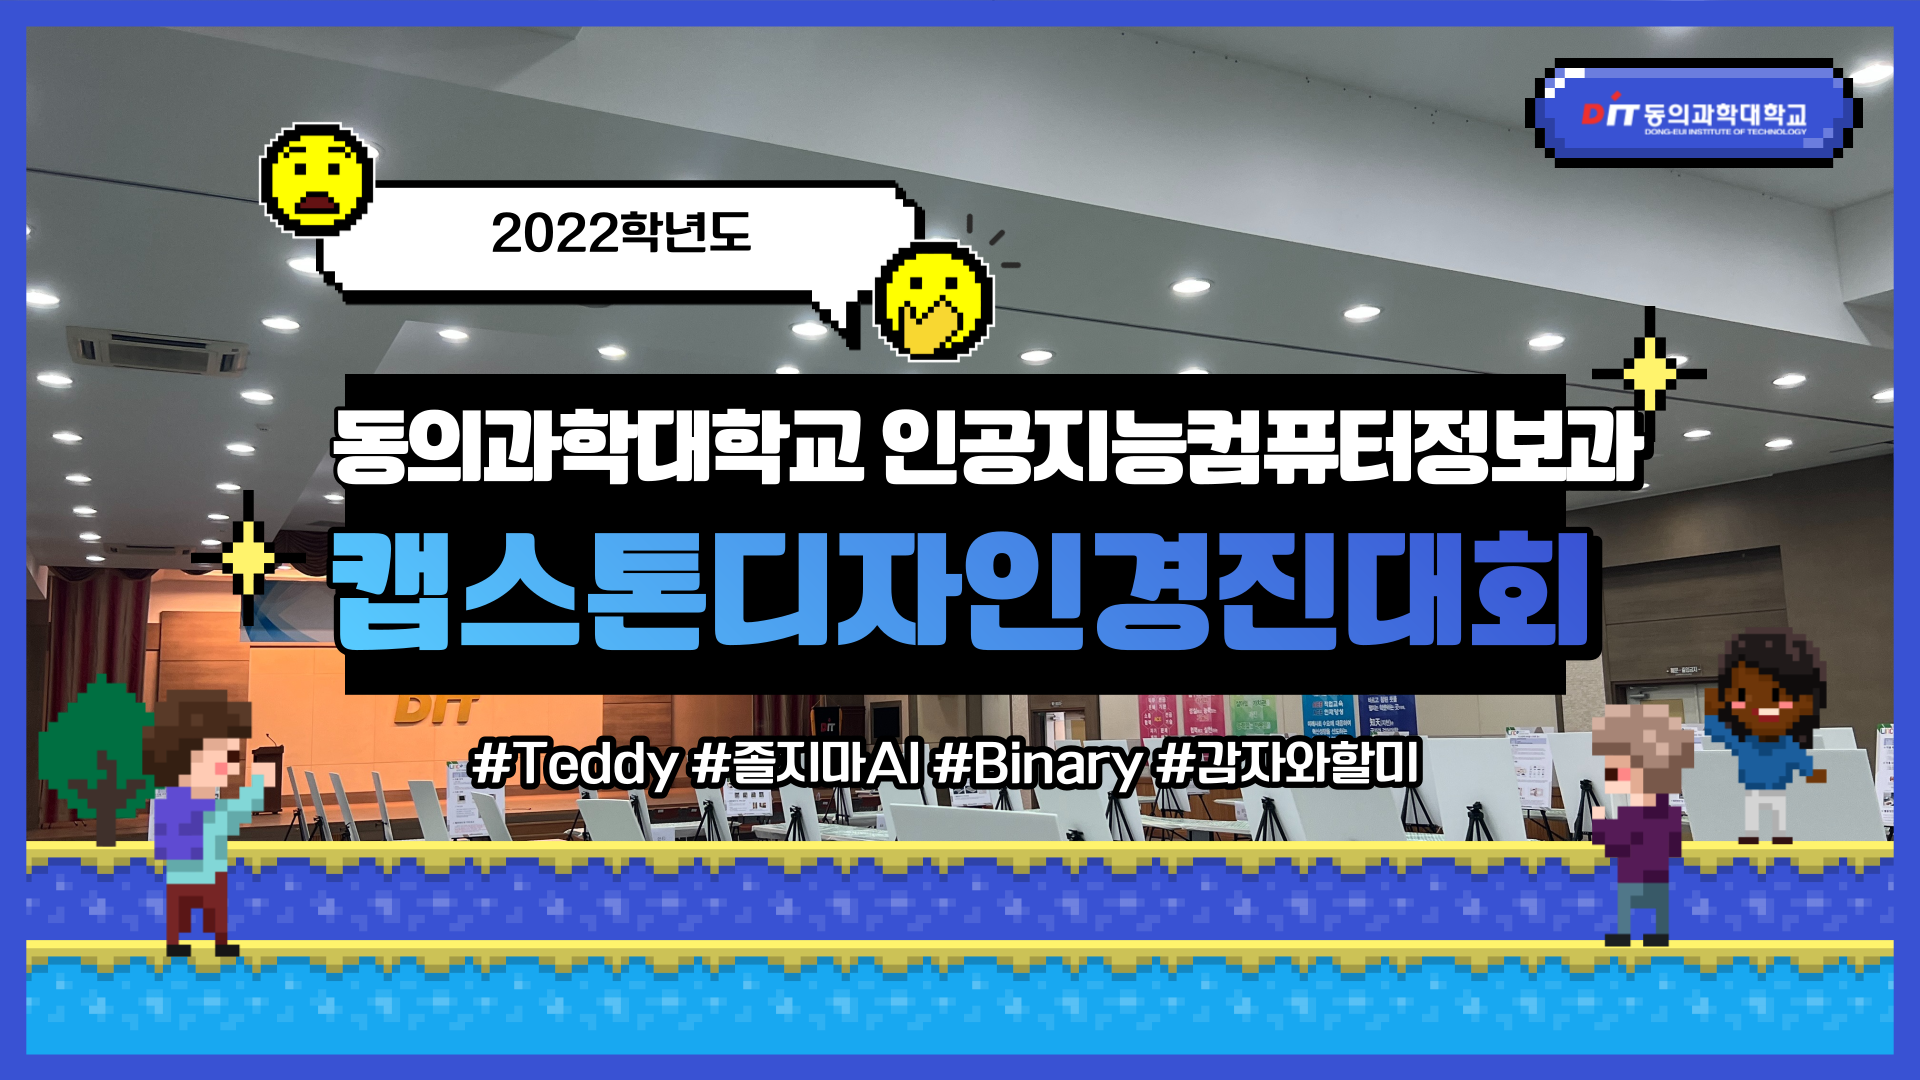 DIT 동의과학대학교
DONG-EUI INSTITUTE OF TECHNOLOGY
2022학년도
동의과학대학교 인공지능컴퓨터정보과
캡스톤디자인경진대회
DIT
#Teddy #졸지마AI #Binary #감자와할미